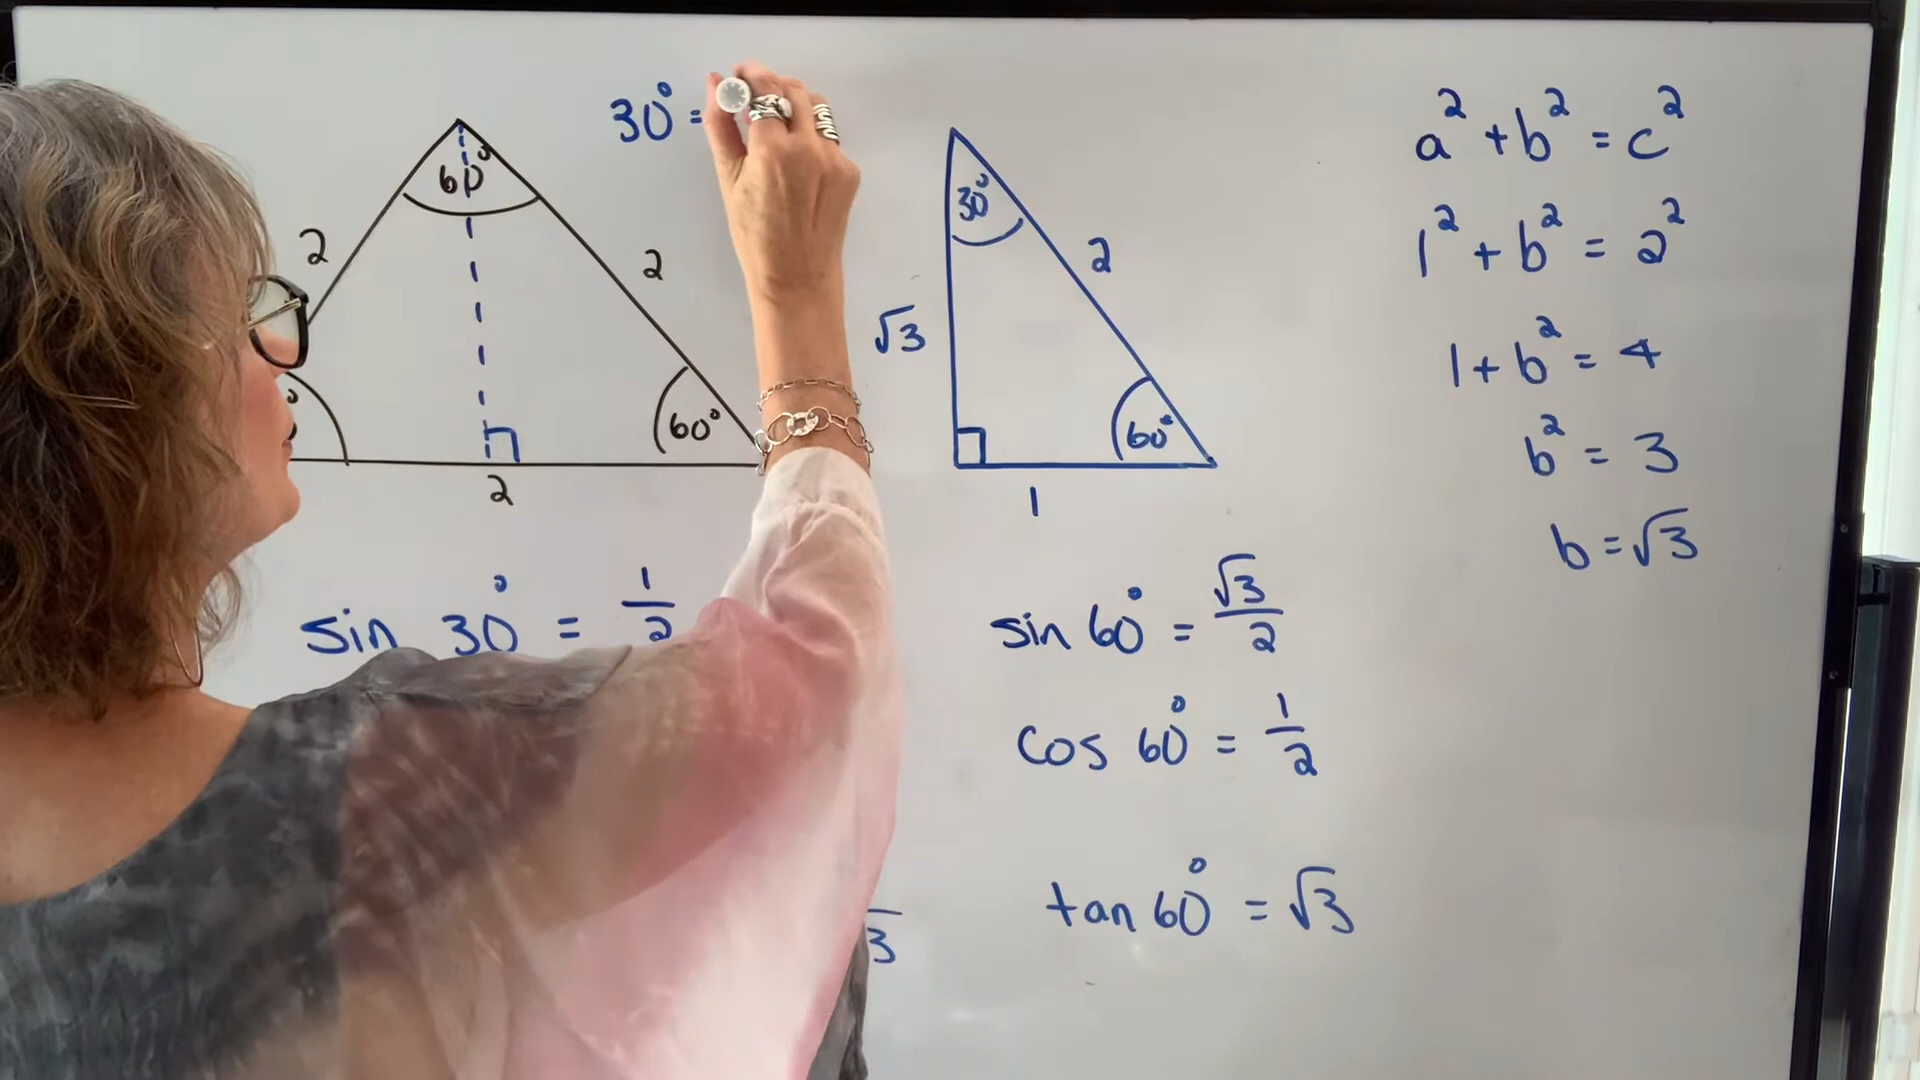 30° =
60°
2
2
60°
2
30°
2
√3
60°
1
a² + b² = c²
1² + b² = 2²
1 + b² = 4
b² = 3
b = √3
sin 30° = 1/2
sin 60° = √3/2
cos 60° = 1/2
tan 60° = √3
3